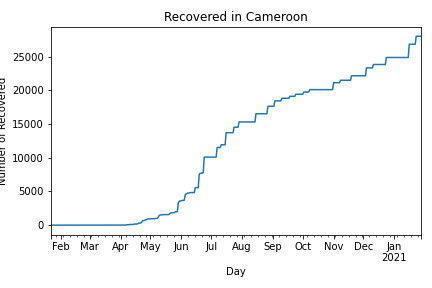 Recovered in Cameroon
Number of Recovered
25000
20000
15000
10000
5000
0
Feb Mar Apr May Jun Jul Aug Sep Oct Nov Dec Jan
2021
Day